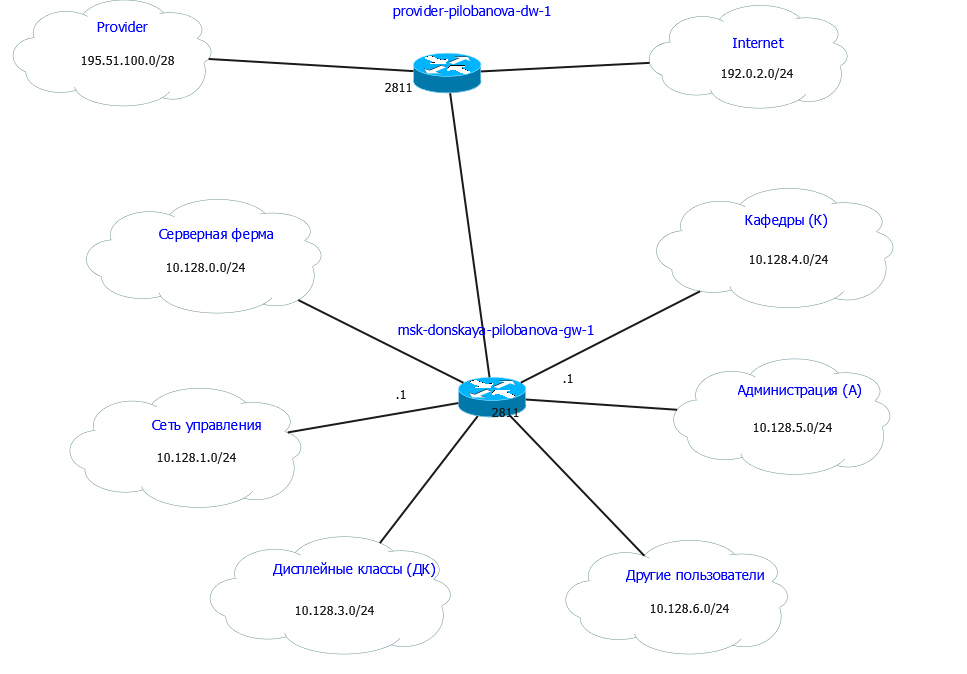 provider-pilobanova-dw-1
Provider
195.51.100.0/28
Internet
192.0.2.0/24
2811
Серверная ферма
10.128.0.0/24
Кафедры (К)
10.128.4.0/24
msk-donskaya-pilobanova-gw-1
.1
.1
2811
Сеть управления
10.128.1.0/24
Администрация (А)
10.128.5.0/24
Дисплейные классы (ДК)
10.128.3.0/24
Другие пользователи
10.128.6.0/24